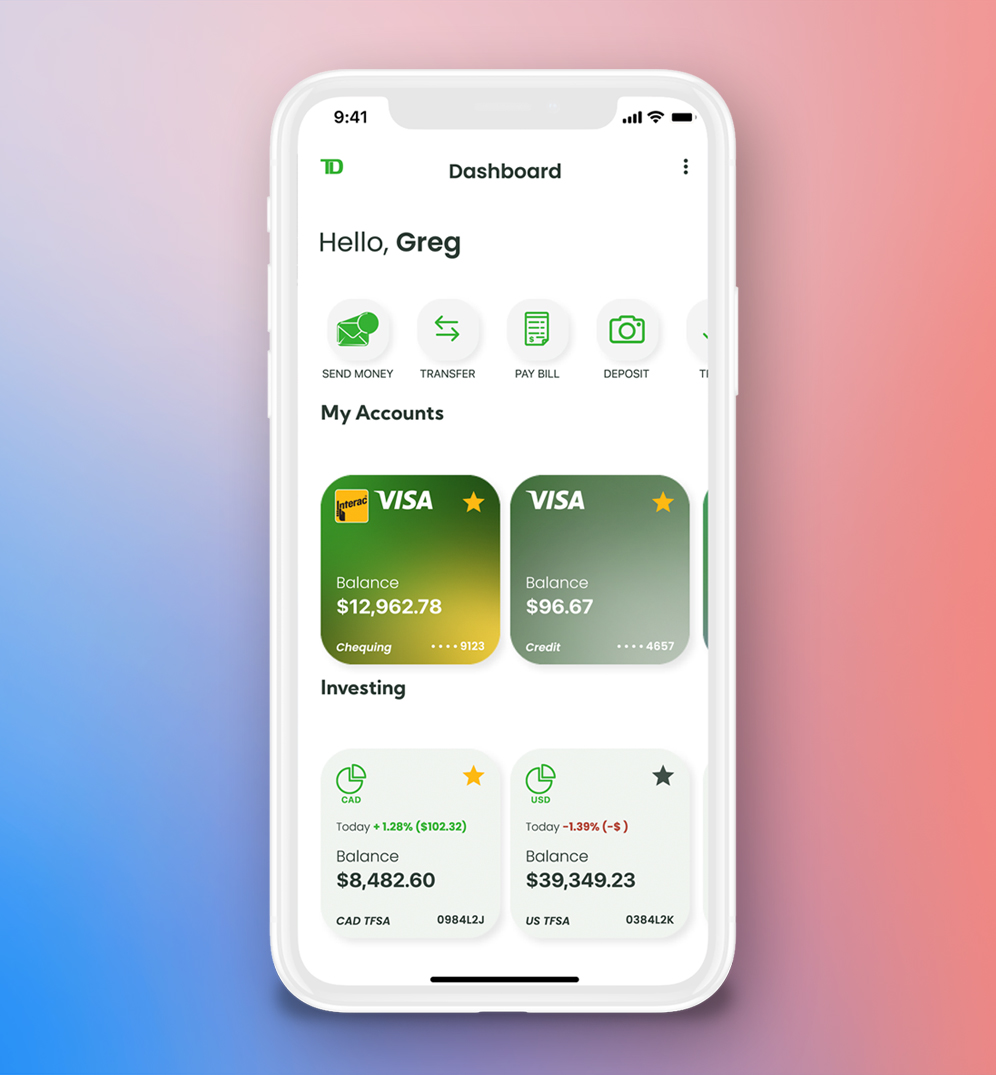 9:41
TD
Dashboard
Hello, Greg
SEND MONEY
TRANSFER
PAY BILL
DEPOSIT
My Accounts
Interac VISA
Balance
$12,962.78
Chequing •••• 9123
VISA
Balance
$96.67
Credit •••• 4657
Investing
CAD
Today +1.28% ($102.32)
Balance
$8,482.60
CAD TFSA 0984L2J
USD
Today -1.39% (-$ )
Balance
$39,349.23
US TFSA 0384L2K